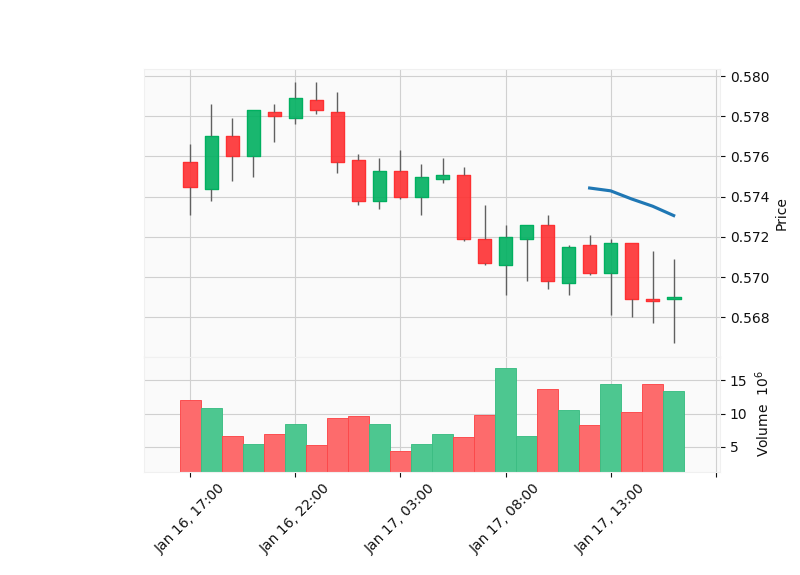 0.580
0.578
0.576
0.574
0.572
0.570
0.568
Price
15
10
5
Volume 10⁶
Jan 16, 17:00
Jan 16, 22:00
Jan 17, 03:00
Jan 17, 08:00
Jan 17, 13:00